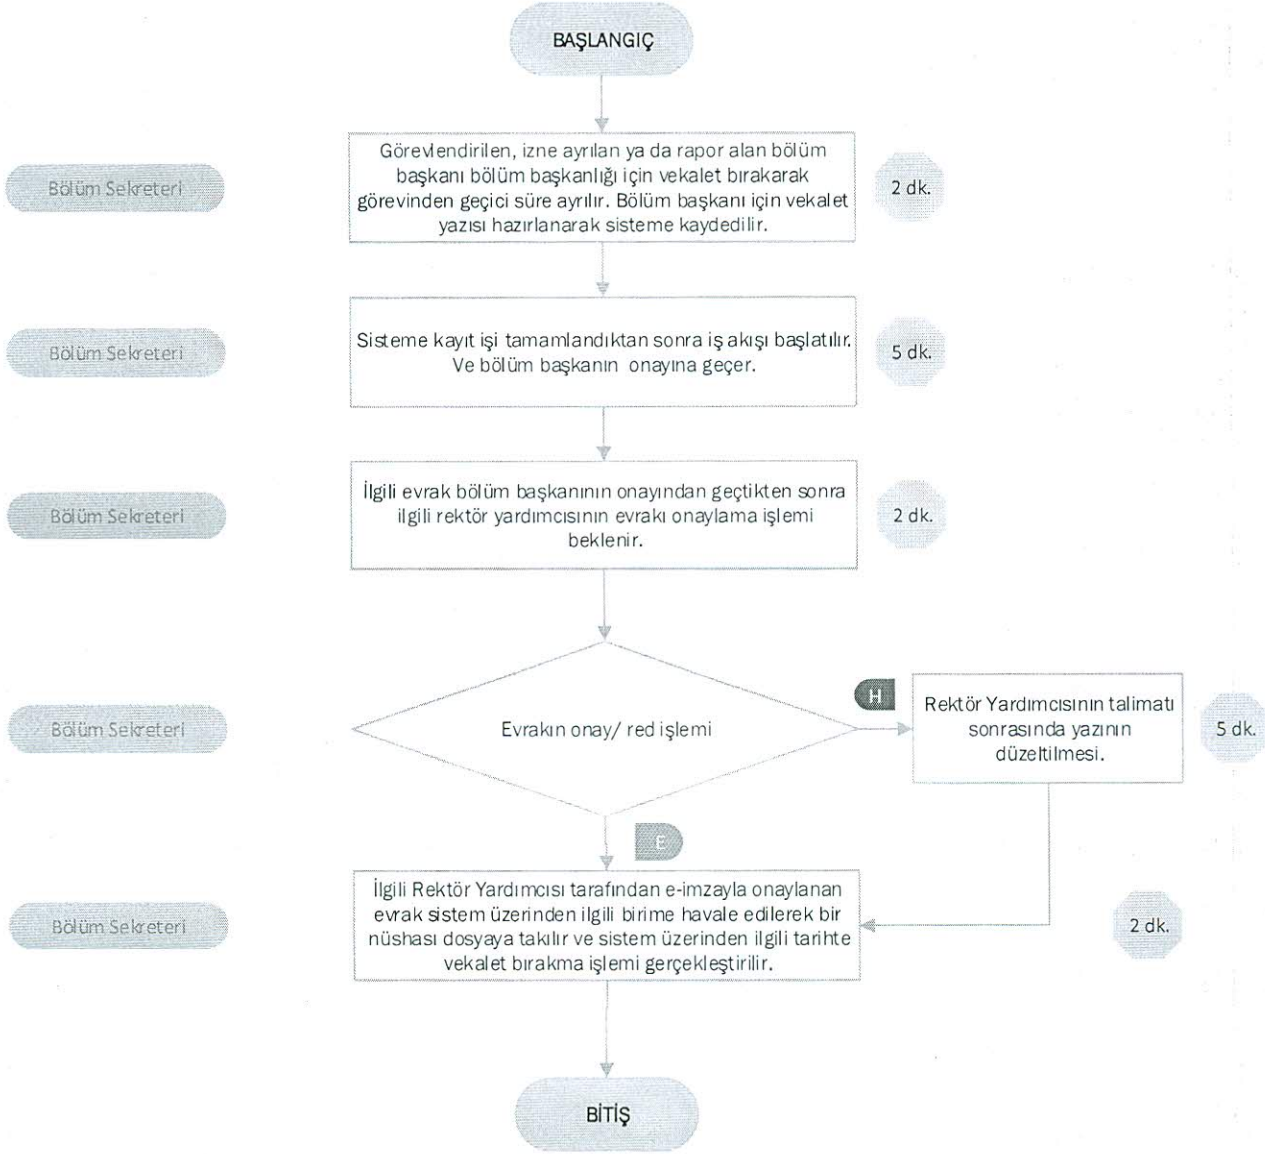 BAŞLANGIÇ
Bölüm Sekreteri
Görevlendirilen, izne ayrılan ya da rapor alan bölüm
başkanı bölüm başkanlığı için vekalet bırakarak
görevinden geçici süre ayrılır. Bölüm başkanı için vekalet
yazısı hazırlanarak sisteme kaydedilir.
2 dk.
Bölüm Sekreteri
Sisteme kayıt işi tamamlandıktan sonra iş akışı başlatılır.
Ve bölüm başkanın onayına geçer.
5 dk.
Bölüm Sekreteri
İlgili evrak bölüm başkanının onayından geçtikten sonra
ilgili rektör yardımcısının evrakı onaylama işlemi
beklenir.
2 dk.
Bölüm Sekreteri
Evrakın onay/ red işlemi
H
Rektör Yardımcısının talimatı
sonrasında yazının
düzeltilmesi.
5 dk.
E
Bölüm Sekreteri
İlgili Rektör Yardımcısı tarafından e-imzayla onaylanan
evrak sistem üzerinden ilgili birime havale edilerek bir
nüshası dosyaya takılır ve sistem üzerinden ilgili tarihte
vekalet bırakma işlemi gerçekleştirilir.
2 dk.
BİTİŞ